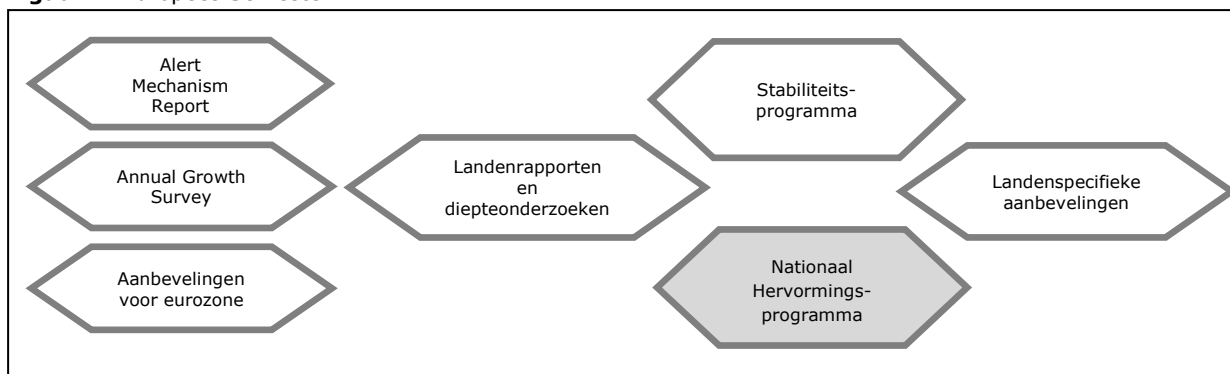 Alert
Mechanism
Report
Annual Growth
Survey
Aanbevelingen
voor eurozone
Landenrapporten
en
diepteonderzoeken
Stabiliteits-
programma
Nationaal
Hervormings-
programma
Landenspecifieke
aanbevelingen